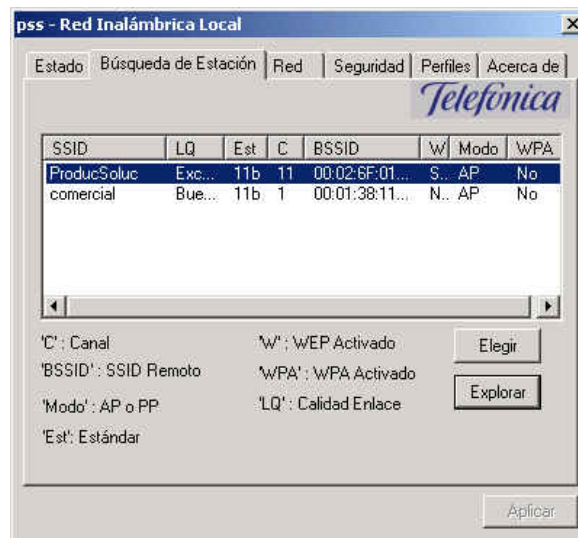 pss - Red Inalámbrica Local
Estado Búsqueda de Estación Red Seguridad Perfiles Acerca de
Telefónica
SSID LQ Est C BSSID W Modo WPA
ProducSoluc Exc... 11b 11 00:02:6F:01... S.. AP No
comercial Bue... 11b 1 00:01:38:11... N.. AP No
'C' : Canal 'W' : WEP Activado Elegir
'BSSID' : SSID Remoto 'WPA' : WPA Activado
'Modo' : AP o PP 'LQ' : Calidad Enlace Explorar
'Est': Estándar
Aplicar